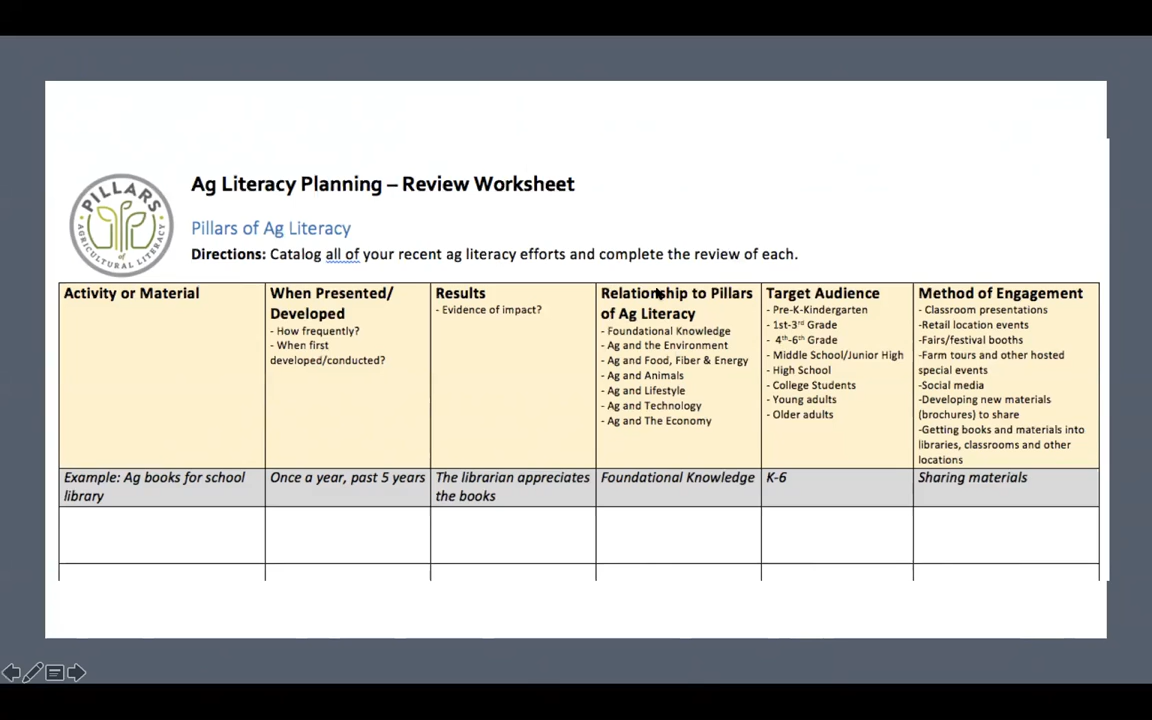 PILLARS
of
AGRICULTURAL LITERACY
Ag Literacy Planning – Review Worksheet
Pillars of Ag Literacy
Directions: Catalog all of your recent ag literacy efforts and complete the review of each.
Activity or Material
When Presented/
Developed
- How frequently?
- When first
developed/conducted?
Results
- Evidence of impact?
Relationship to Pillars
of Ag Literacy
- Foundational Knowledge
- Ag and the Environment
- Ag and Food, Fiber & Energy
- Ag and Animals
- Ag and Lifestyle
- Ag and Technology
- Ag and The Economy
Target Audience
- Pre-K-Kindergarten
- 1st-3rd Grade
- 4th-6th Grade
- Middle School/Junior High
- High School
- College Students
- Young adults
- Older adults
Method of Engagement
- Classroom presentations
-Retail location events
-Fairs/festival booths
-Farm tours and other hosted
special events
-Social media
-Developing new materials
(brochures) to share
-Getting books and materials into
libraries, classrooms and other
locations
Example: Ag books for school
library
Once a year, past 5 years
The librarian appreciates
the books
Foundational Knowledge
K-6
Sharing materials